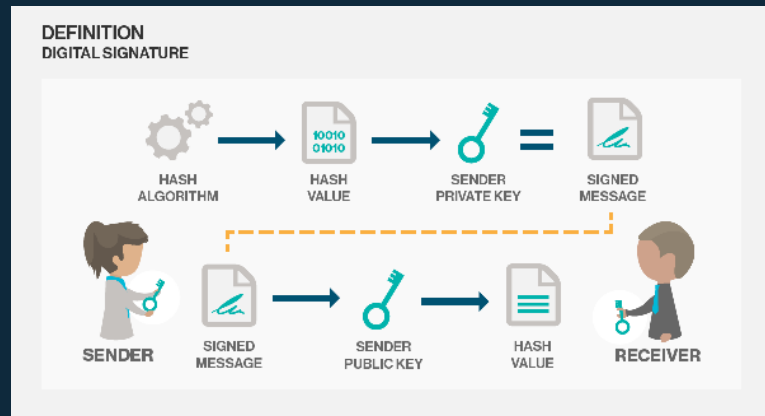 DEFINITION
DIGITAL SIGNATURE
10010
01010
HASH
ALGORITHM
HASH
VALUE
SENDER
PRIVATE KEY
SIGNED
MESSAGE
SENDER
SIGNED
MESSAGE
SENDER
PUBLIC KEY
HASH
VALUE
RECEIVER